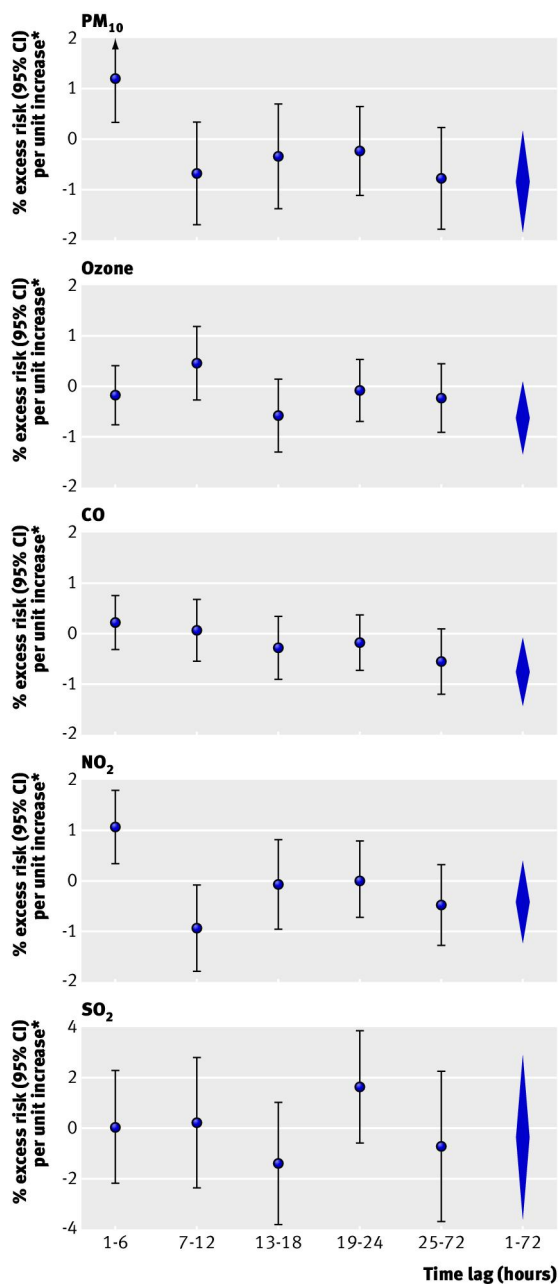 PM10
% excess risk (95% CI)
per unit increase*
2
1
0
-1
-2
Ozone
% excess risk (95% CI)
per unit increase*
2
1
0
-1
-2
CO
% excess risk (95% CI)
per unit increase*
2
1
0
-1
-2
NO2
% excess risk (95% CI)
per unit increase*
2
1
0
-1
-2
SO2
% excess risk (95% CI)
per unit increase*
4
2
0
-2
-4
1-6 7-12 13-18 19-24 25-72 1-72
Time lag (hours)